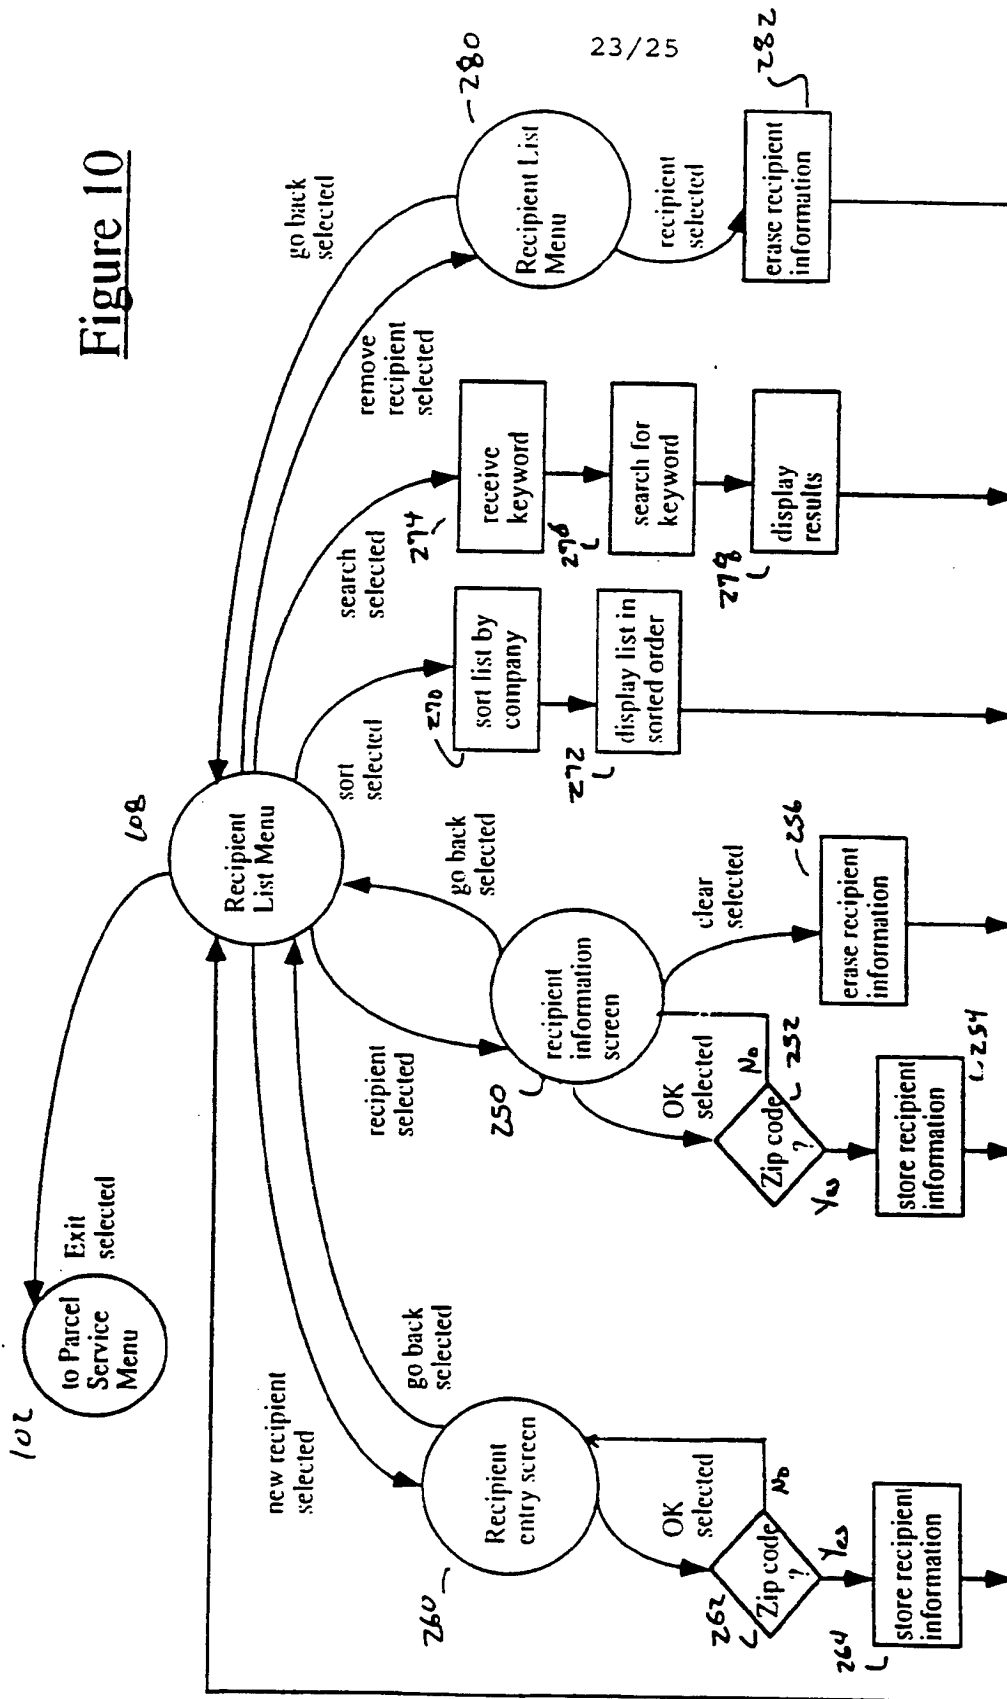 23/25
Figure 10
102
to Parcel
Service
Menu
Exit
selected
108
Recipient
List Menu
new recipient
selected
go back
selected
recipient
selected
go back
selected
sort
selected
search
selected
remove
recipient
selected
go back
selected
260
Recipient
entry screen
OK
selected
262
Zip code
?
No
Yes
264
store recipient
information
250
recipient
information
screen
OK
selected
clear
selected
Zip code
?
252
No
Yes
store recipient
information
254
256
erase recipient
information
270
sort list by
company
272
display list in
sorted order
274
receive
keyword
276
search for
keyword
278
display
results
280
Recipient List
Menu
recipient
selected
282
erase recipient
information